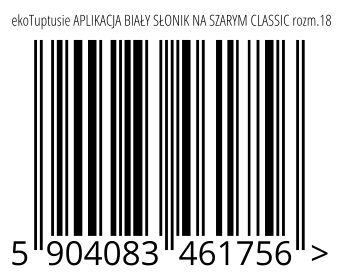 ekoTuptusie APLIKACJA BIAŁY SŁONIK NA SZARYM CLASSIC rozm.18
5 904083 461756 >